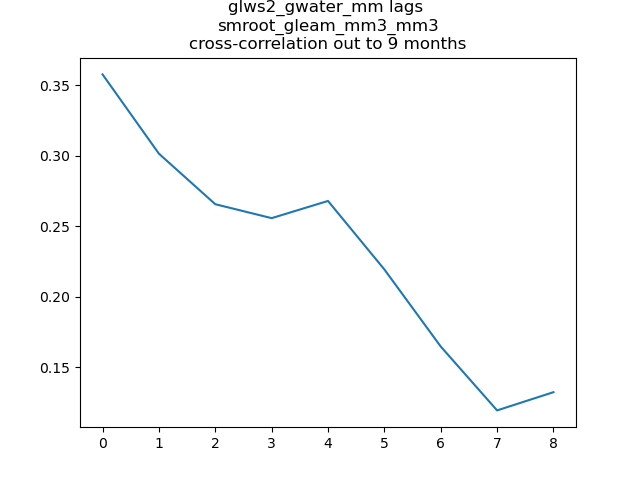 glws2_gwater_mm lags
smroot_gleam_mm3_mm3
cross-correlation out to 9 months
0.35
0.30
0.25
0.20
0.15
0 1 2 3 4 5 6 7 8